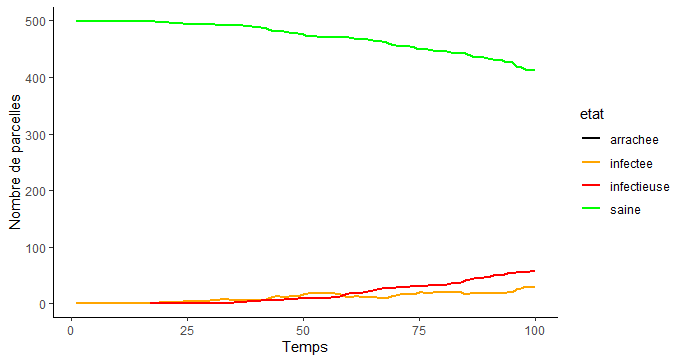 500
400
300
200
100
0
Nombre de parcelles
0 25 50 75 100
Temps
etat
arrachee
infectee
infectieuse
saine